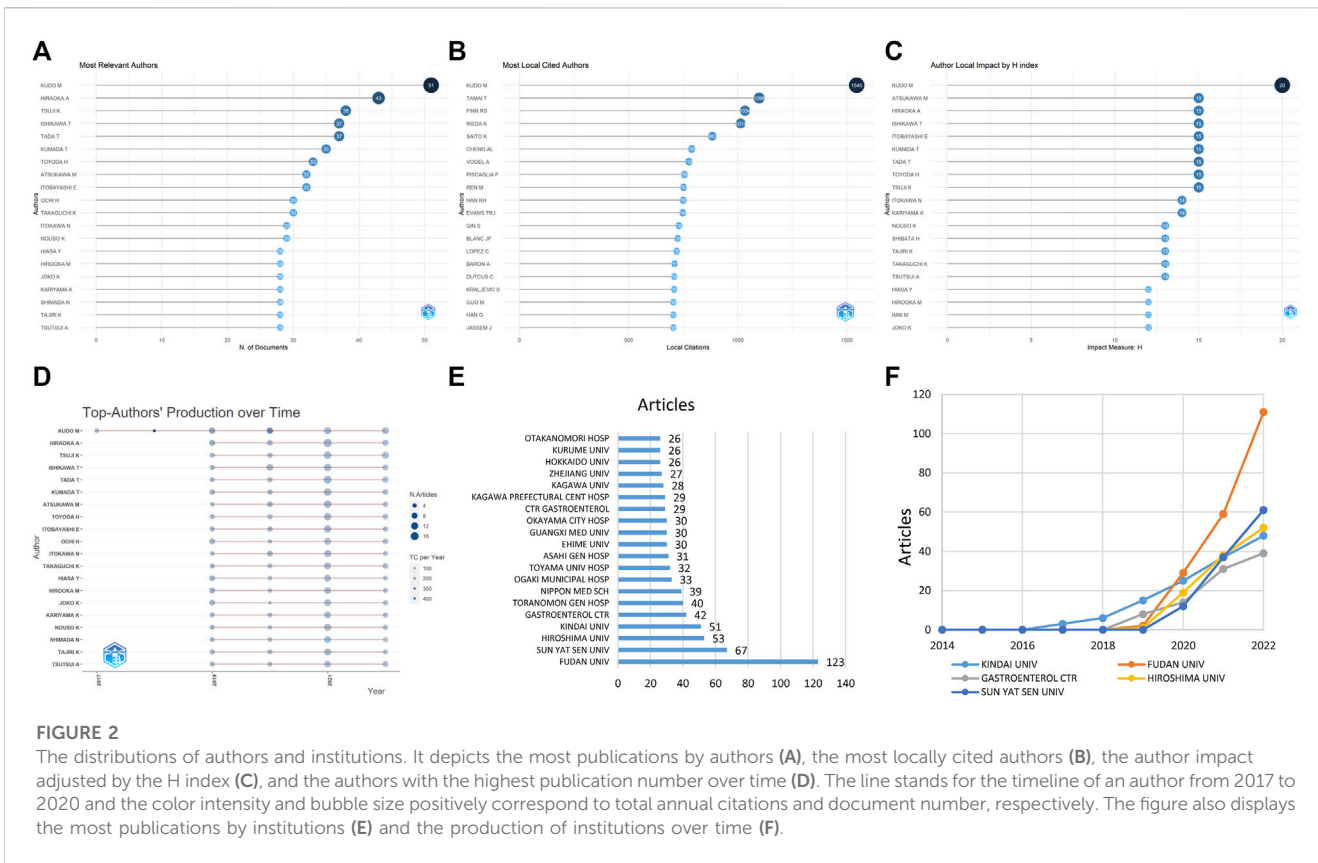 A
Most Relevant Authors
KUDO M
HIRAOKA A
TSUJI K
ISHIKAWA T
TADA T
KUMADA T
TOYODA H
ATSUKAWA M
ITOBAYASHI E
OCHI H
TAKAGUCHI K
ITOKAWA N
NOUSO K
HIASA Y
HIROOKA M
JOKO K
KARIYAMA K
SHIMADA N
TAJIRI K
TSUTSUI A
Authors
51
43
38
37
37
35
33
32
32
30
30
29
29
0
10
20
30
40
50
N. of Documents
B
Most Local Cited Authors
KUDO M
TAMAI T
FINN RS
IKEDA K
SAITO K
CHENG AL
VOGEL A
PISCAGLIA F
REN M
HAN KH
EVANS TRJ
QIN S
BLANC JF
LOPEZ C
BARON A
DUTCUS C
KRALJEVIC S
GUO M
HAN G
JASSEM J
Authors
1545
0
500
1000
1500
Local Citations
C
Author Local Impact by H index
KUDO M
ATSUKAWA M
HIRAOKA A
ISHIKAWA T
ITOBAYASHI E
KUMADA T
TADA T
TOYODA H
TSUJI K
ITOKAWA N
KARIYAMA K
NOUSO K
SHIBATA H
TAJIRI K
TAKAGUCHI K
TSUTSUI A
HIASA Y
HIROOKA M
IMAI M
JOKO K
Authors
20
15
15
15
15
15
15
15
15
14
14
13
13
13
13
13
12
12
12
12
0
5
10
15
20
Impact Measure: H
D
Top-Authors' Production over Time
KUDO M
HIRAOKA A
TSUJI K
ISHIKAWA T
TADA T
KUMADA T
ATSUKAWA M
TOYODA H
ITOBAYASHI E
OCHI H
ITOKAWA N
TAKAGUCHI K
HIASA Y
HIROOKA M
JOKO K
KARIYAMA K
NOUSO K
SHIMADA N
TAJIRI K
TSUTSUI A
Author
2017
2019
2021
Year
N.Articles
4
8
12
16
TC per Year
100
200
300
400
E
Articles
OTAKANOMORI HOSP 26
KURUME UNIV 26
HOKKAIDO UNIV 26
ZHEJIANG UNIV 27
KAGAWA UNIV 28
KAGAWA PREFECTURAL CENT HOSP 29
CTR GASTROENTEROL 29
OKAYAMA CITY HOSP 30
GUANGXI MED UNIV 30
EHIME UNIV 30
ASAHI GEN HOSP 31
TOYAMA UNIV HOSP 32
OGAKI MUNICIPAL HOSP 33
NIPPON MED SCH 39
TORANOMON GEN HOSP 40
GASTROENTEROL CTR 42
KINDAI UNIV 51
HIROSHIMA UNIV 53
SUN YAT SEN UNIV 67
FUDAN UNIV 123
0 20 40 60 80 100 120 140
F
Articles
120
100
80
60
40
20
0
2014 2016 2018 2020 2022
KINDAI UNIV FUDAN UNIV
GASTROENTEROL CTR HIROSHIMA UNIV
SUN YAT SEN UNIV
FIGURE 2
The distributions of authors and institutions. It depicts the most publications by authors (A), the most locally cited authors (B), the author impact
adjusted by the H index (C), and the authors with the highest publication number over time (D). The line stands for the timeline of an author from 2017 to
2020 and the color intensity and bubble size positively correspond to total annual citations and document number, respectively. The figure also displays
the most publications by institutions (E) and the production of institutions over time (F).